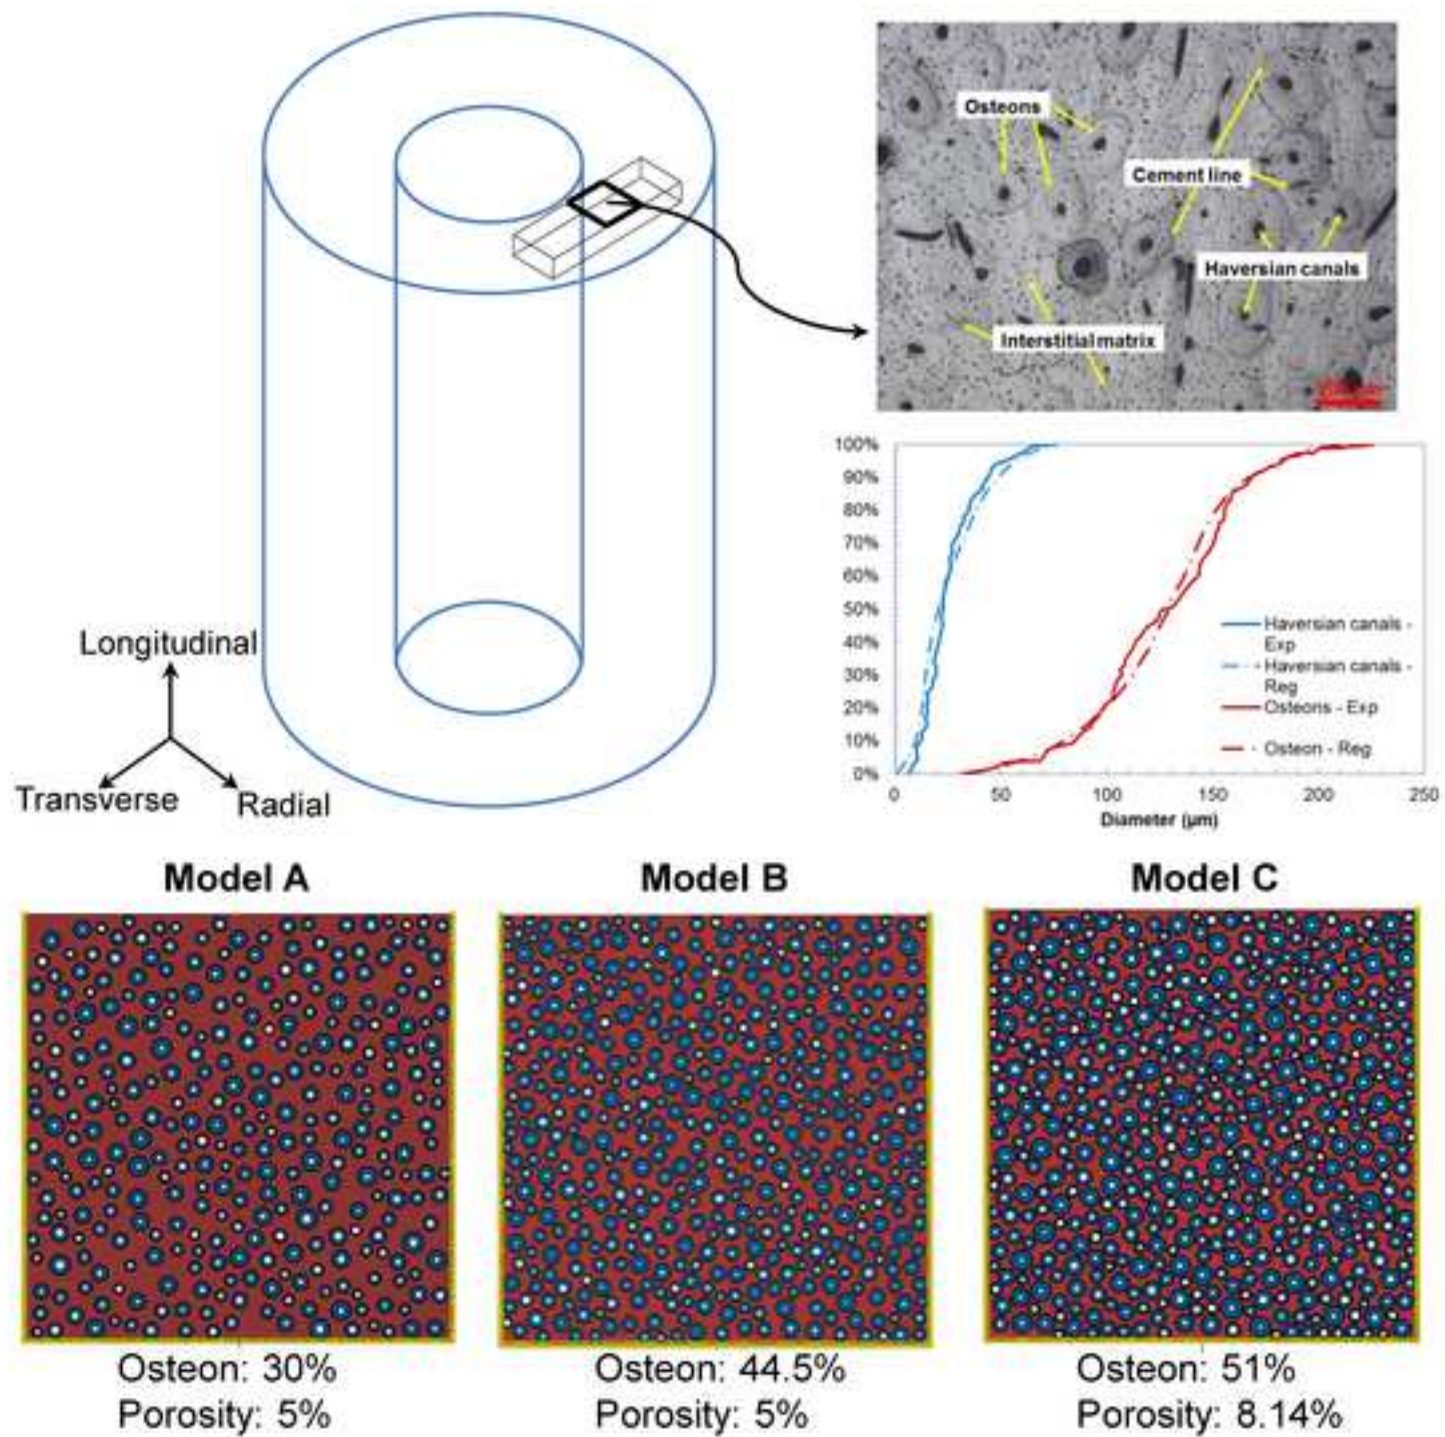 Osteons
Cement line
Haversian canals
Interstitial matrix
Longitudinal
Transverse
Radial
100%
90%
80%
70%
60%
50%
40%
30%
20%
10%
0%
0 50 100 150 200 250
Diameter (µm)
Haversian canals -
Exp
Haversian canals -
Reg
Osteons - Exp
Osteon - Reg
Model A
Model B
Model C
Osteon: 30%
Porosity: 5%
Osteon: 44.5%
Porosity: 5%
Osteon: 51%
Porosity: 8.14%